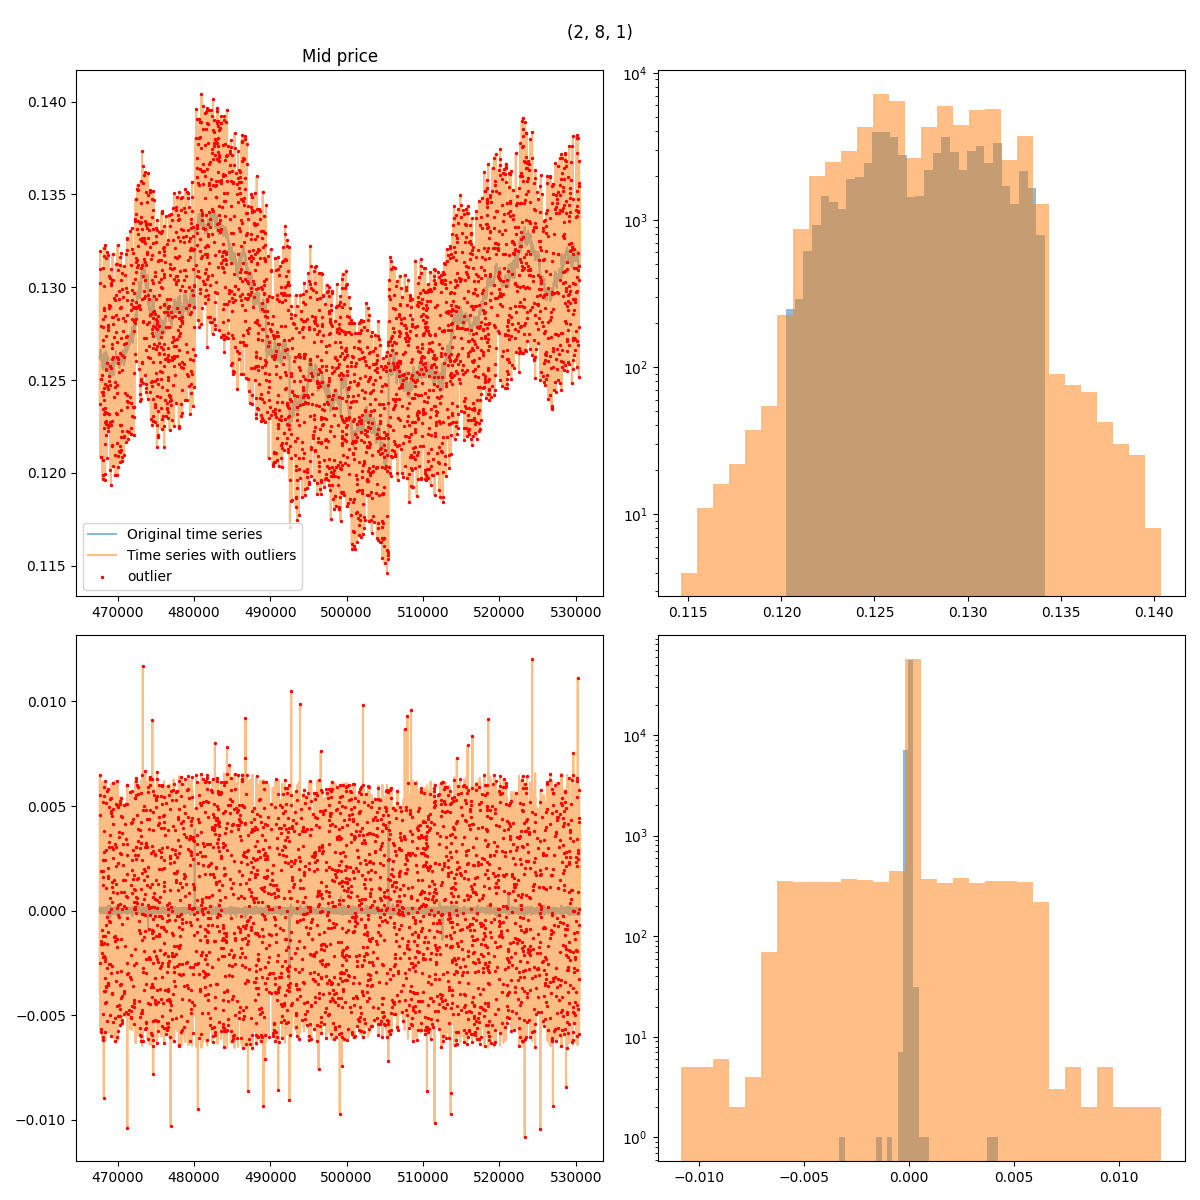 (2, 8, 1)
Mid price
0.140
0.135
0.130
0.125
0.120
0.115
Original time series
Time series with outliers
outlier
470000 480000 490000 500000 510000 520000 530000
10⁴
10³
10²
10¹
0.115 0.120 0.125 0.130 0.135 0.140
0.010
0.005
0.000
−0.005
−0.010
470000 480000 490000 500000 510000 520000 530000
10⁴
10³
10²
10¹
10⁰
−0.010 −0.005 0.000 0.005 0.010